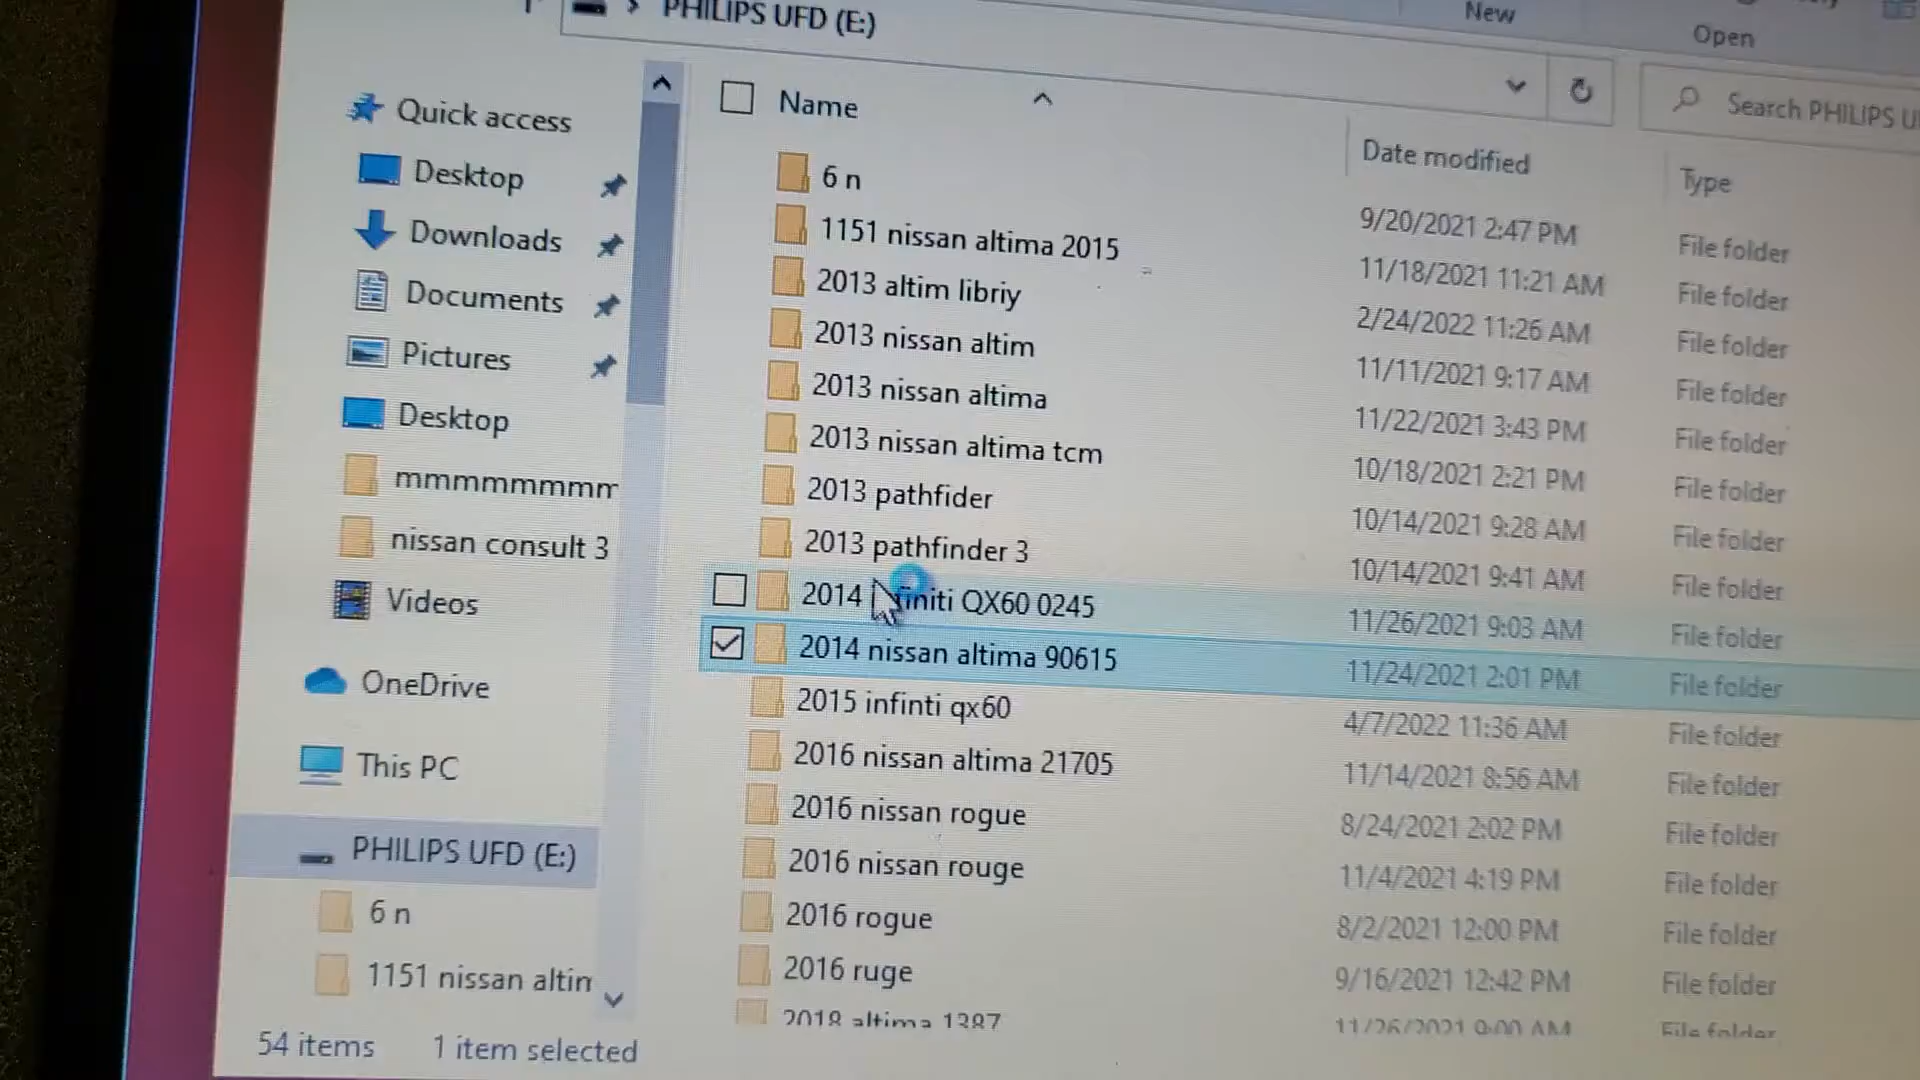 PHILIPS UFD (E:)
New
Open
Search PHILIPS U
Quick access
Desktop
Downloads
Documents
Pictures
Desktop
mmmmmmmm
nissan consult 3
Videos
OneDrive
This PC
PHILIPS UFD (E:)
6 n
1151 nissan altin
54 items 1 item selected
Name Date modified Type
6 n 9/20/2021 2:47 PM File folder
1151 nissan altima 2015 11/18/2021 11:21 AM File folder
2013 altim libriy 2/24/2022 11:26 AM File folder
2013 nissan altim 11/11/2021 9:17 AM File folder
2013 nissan altima 11/22/2021 3:43 PM File folder
2013 nissan altima tcm 10/18/2021 2:21 PM File folder
2013 pathfider 10/14/2021 9:28 AM File folder
2013 pathfinder 3 10/14/2021 9:41 AM File folder
2014 infiniti QX60 0245 11/26/2021 9:03 AM File folder
2014 nissan altima 90615 11/24/2021 2:01 PM File folder
2015 infinti qx60 4/7/2022 11:36 AM File folder
2016 nissan altima 21705 11/14/2021 8:56 AM File folder
2016 nissan rogue 8/24/2021 2:02 PM File folder
2016 nissan rouge 11/4/2021 4:19 PM File folder
2016 rogue 8/2/2021 12:00 PM File folder
2016 ruge 9/16/2021 12:42 PM File folder
2018 altima 1387 11/26/2021 9:00 AM File folder